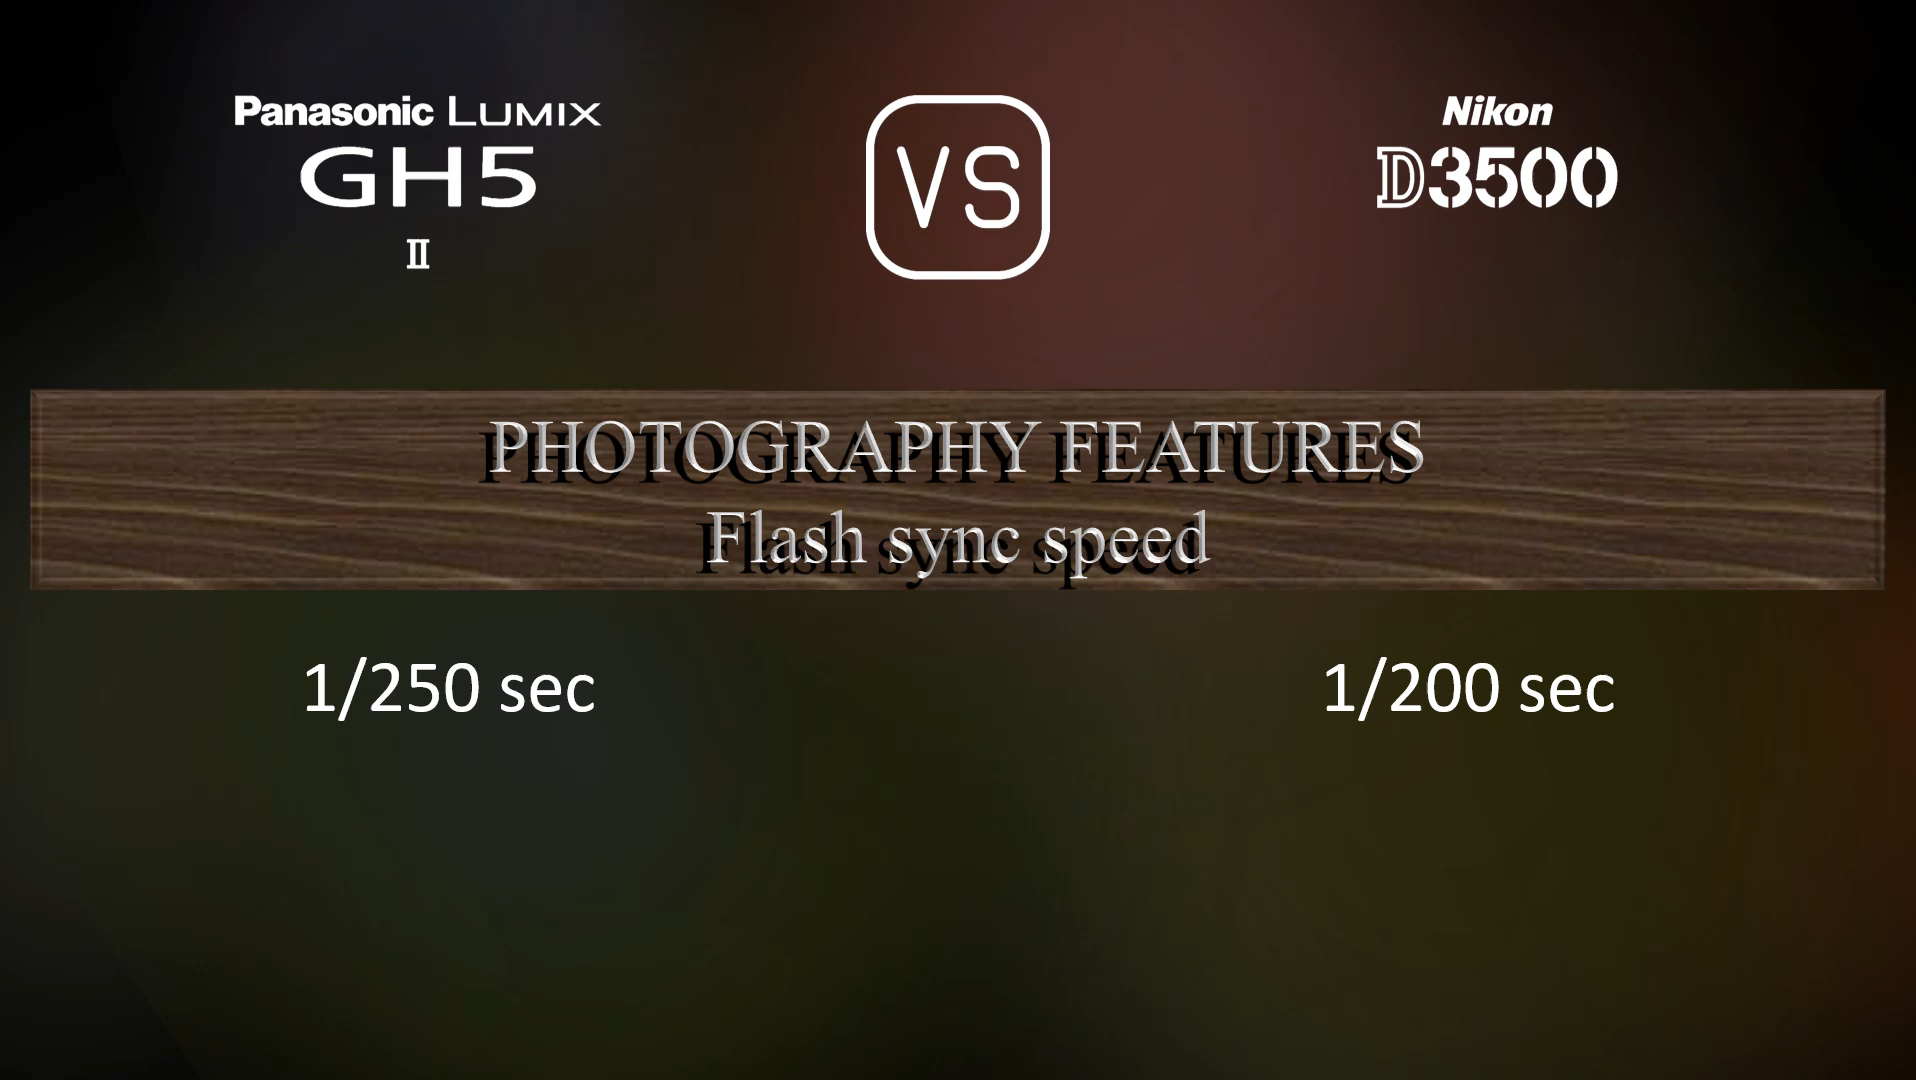 Panasonic LUMIX
GH5
II
VS
Nikon
D3500
PHOTOGRAPHY FEATURES
Flash sync speed
1/250 sec
1/200 sec